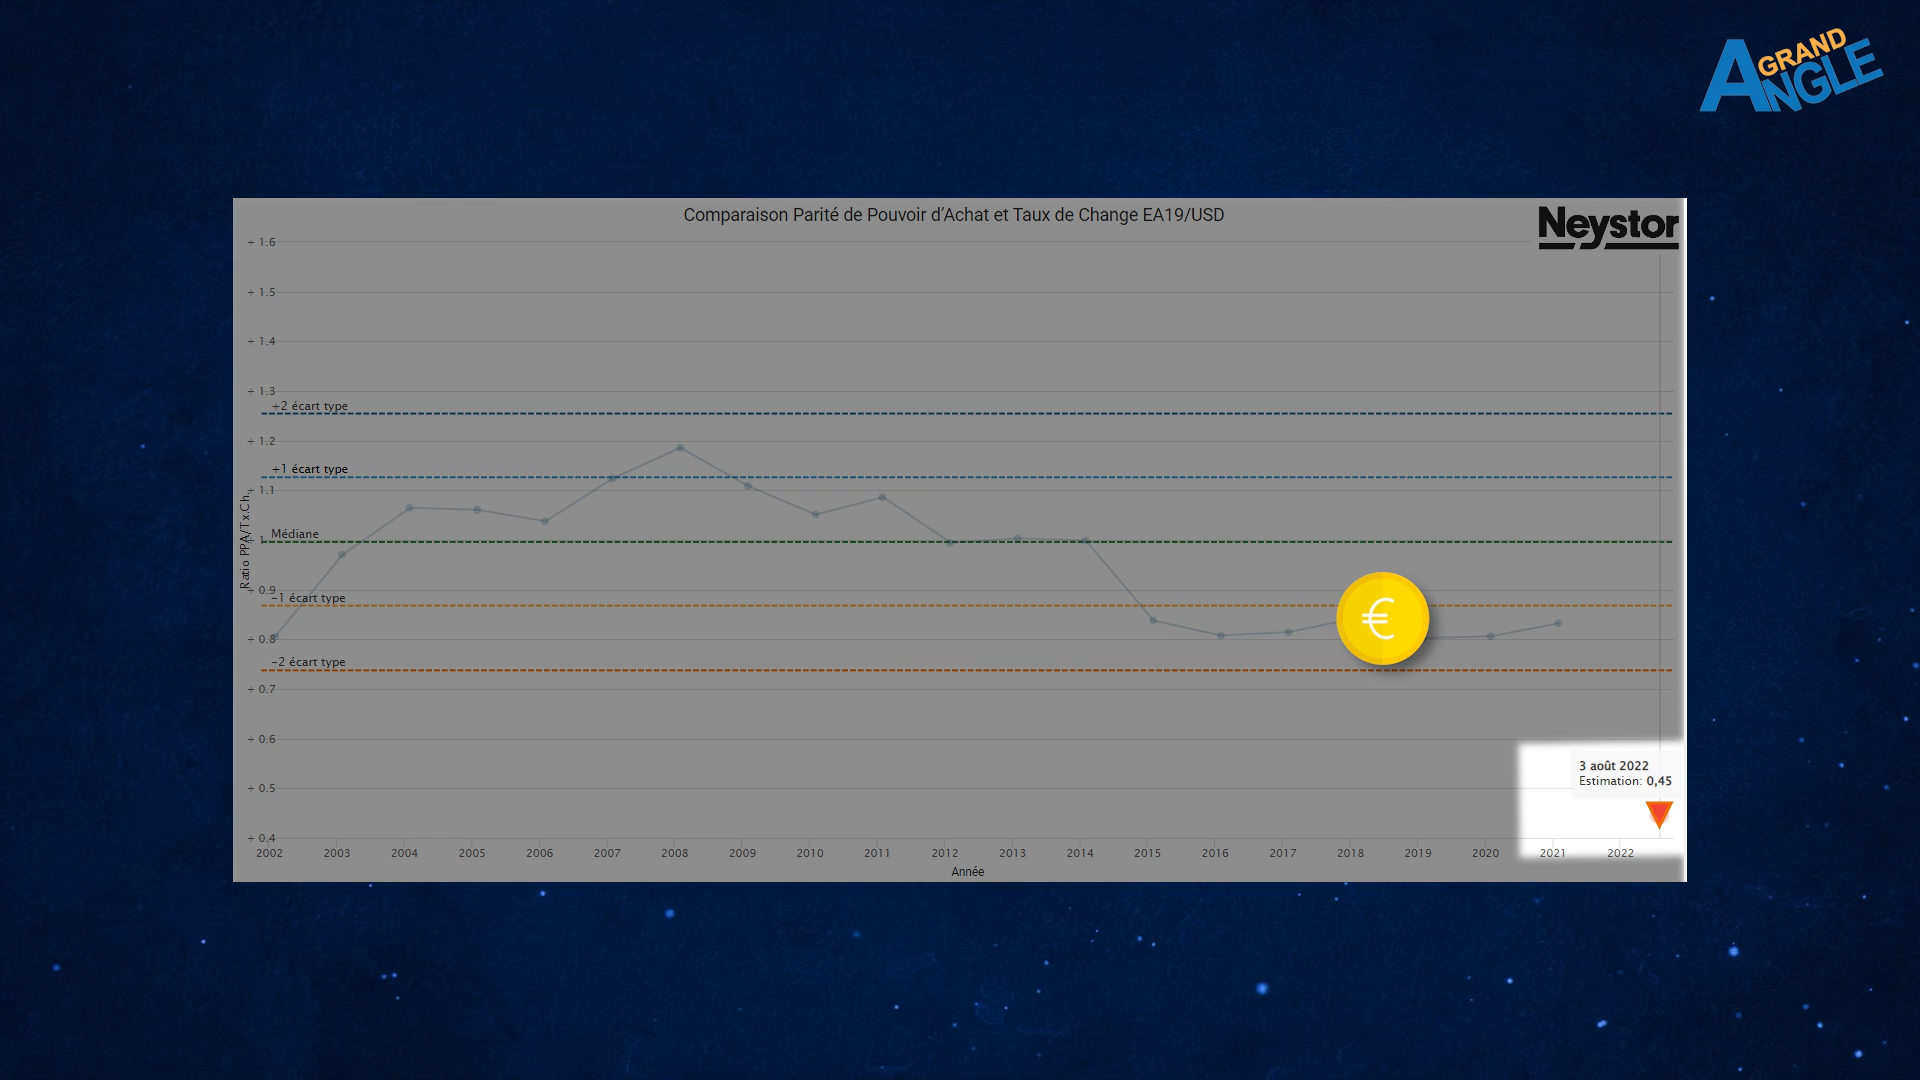 GRAND
ANGLE
Comparaison Parité de Pouvoir d’Achat et Taux de Change EA19/USD
Neystor
+ 1.6
+ 1.5
+ 1.4
+ 1.3
+2 écart type
+ 1.2
+1 écart type
+ 1.1
Médiane
+ 1
Ratio PPA/Tx.Ch.
+ 0.9
-1 écart type
+ 0.8
-2 écart type
+ 0.7
+ 0.6
€
3 août 2022
Estimation: 0,45
+ 0.5
+ 0.4
2002 2003 2004 2005 2006 2007 2008 2009 2010 2011 2012 2013 2014 2015 2016 2017 2018 2019 2020 2021 2022
Année